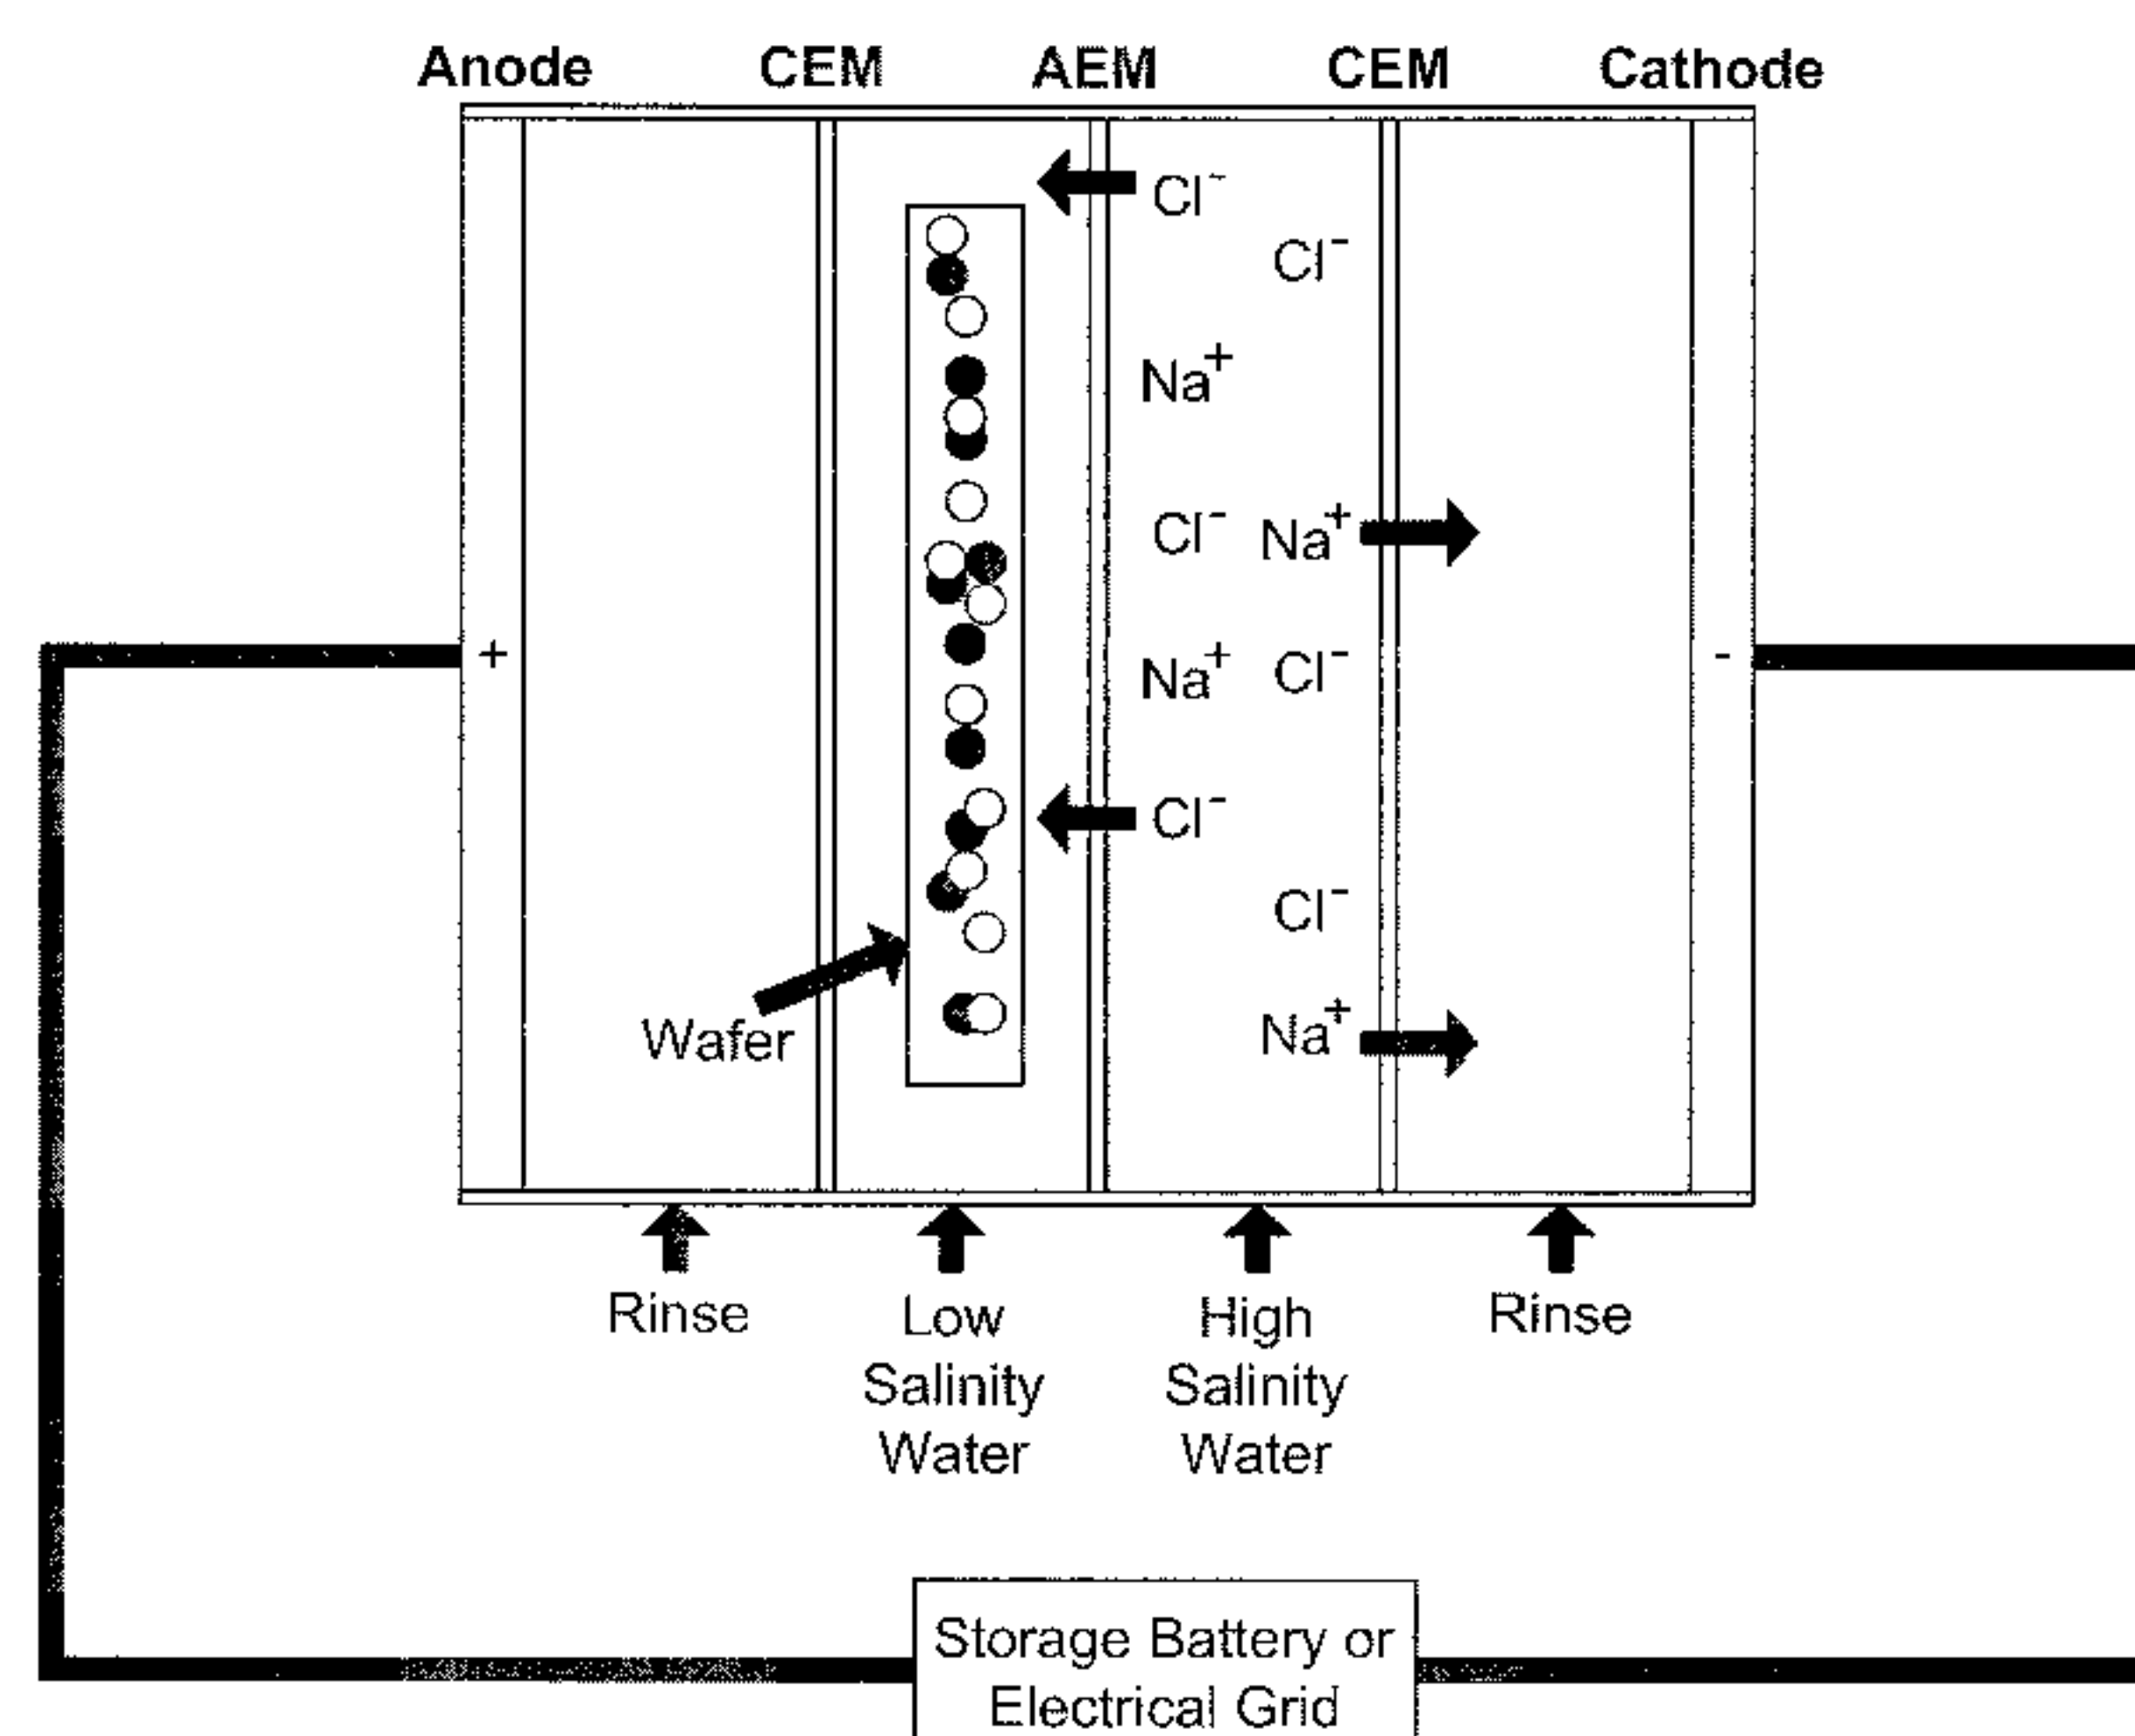 Anode CEM AEM CEM Cathode
Cl⁻
Cl⁻
Na⁺
Cl⁻ Na⁺
+ Na⁺ Cl⁻ -
Cl⁻
Cl⁻
Wafer Na⁺
Rinse Low High Rinse
Salinity Salinity
Water Water
Storage Battery or
Electrical Grid